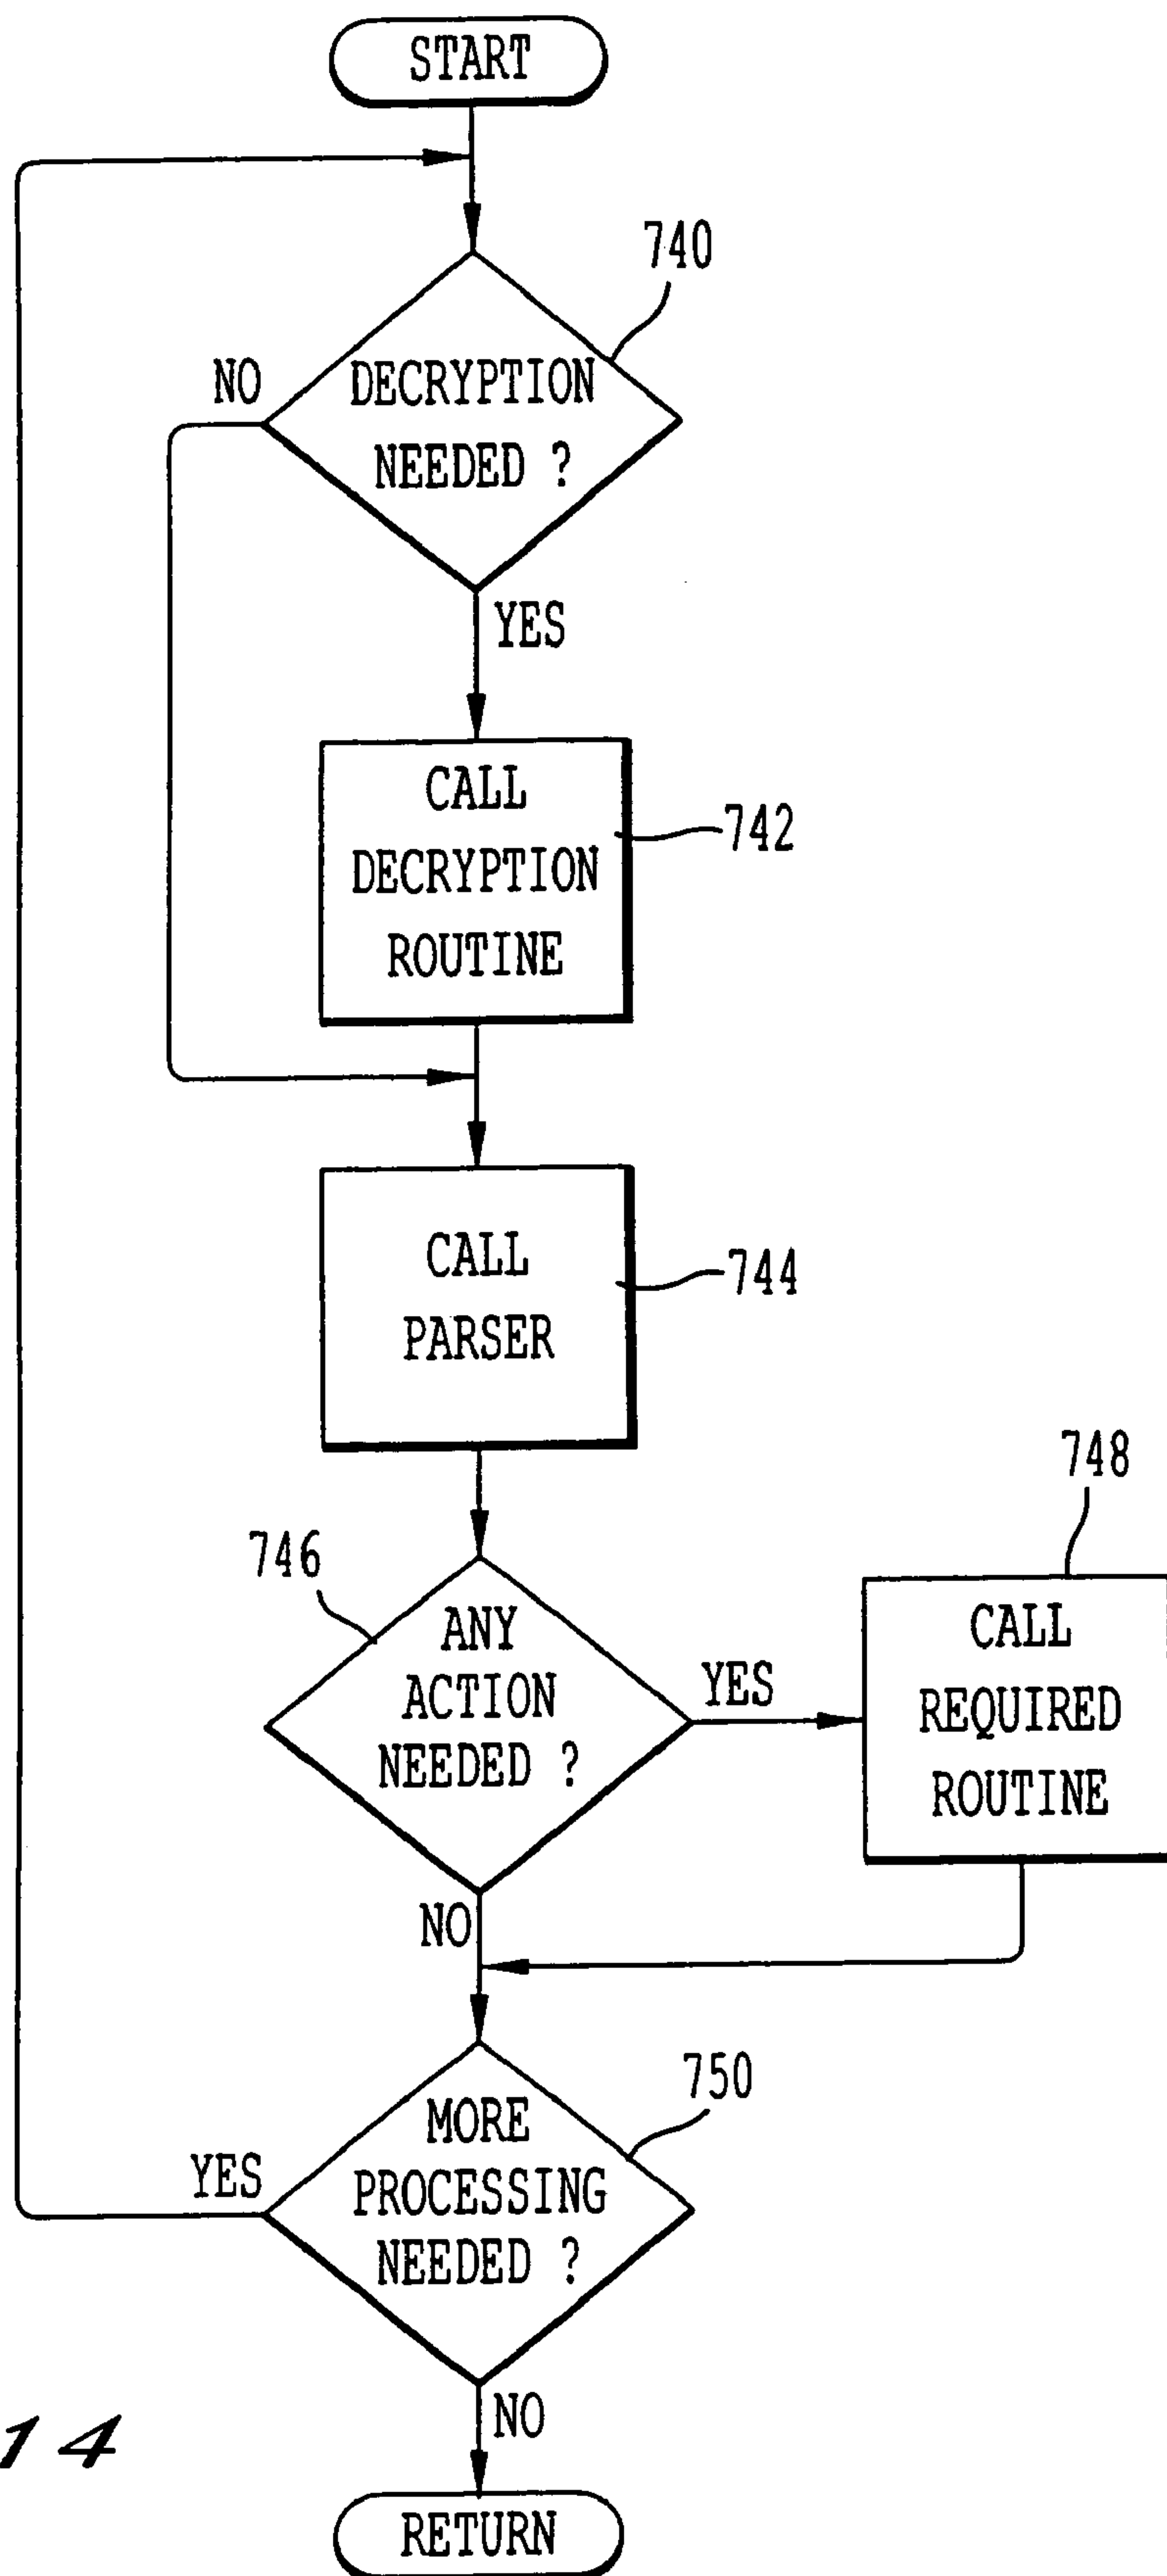 START
740
NO
DECRYPTION
NEEDED ?
YES
CALL
DECRYPTION
ROUTINE
742
CALL
PARSER
744
746
ANY
ACTION
NEEDED ?
YES
748
CALL
REQUIRED
ROUTINE
NO
750
MORE
PROCESSING
NEEDED ?
YES
NO
14
RETURN